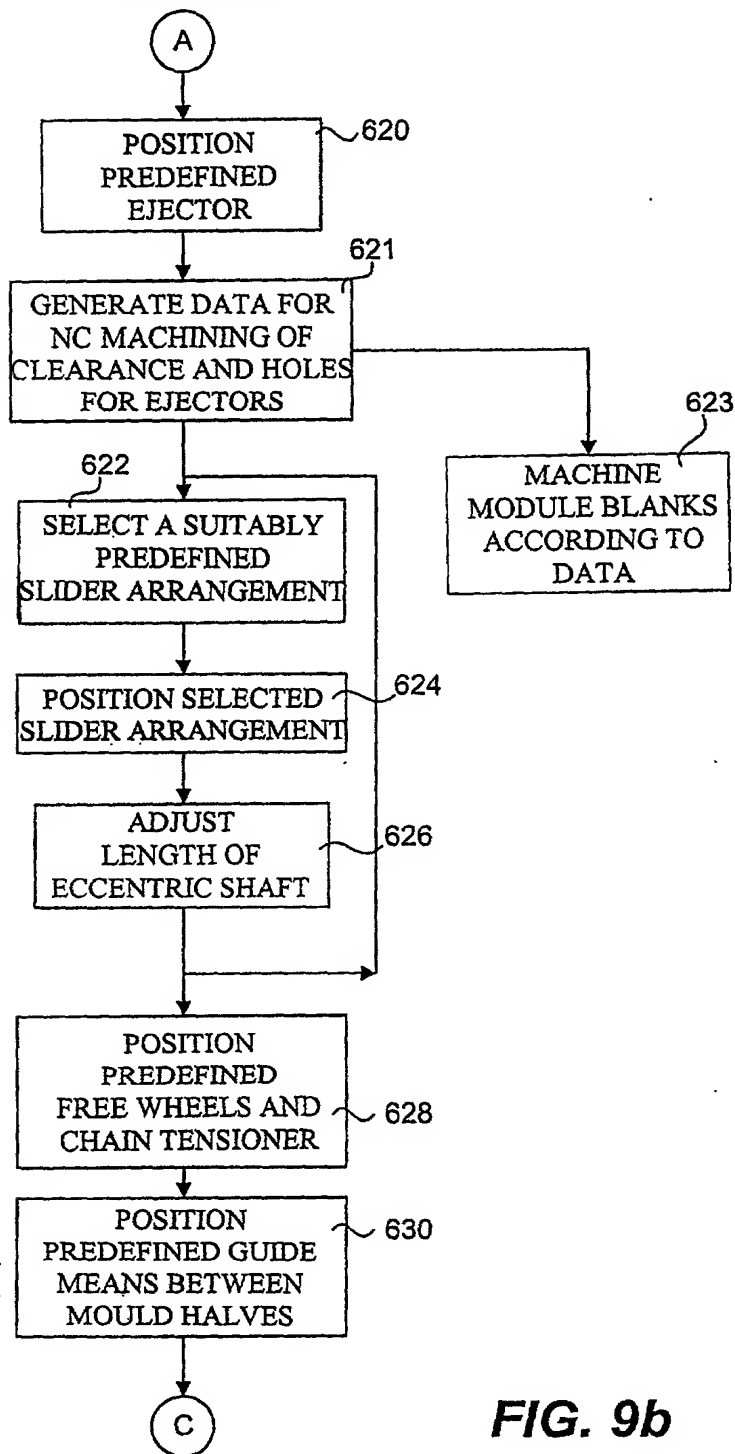 A
620
POSITION
PREDEFINED
EJECTOR
621
GENERATE DATA FOR
NC MACHINING OF
CLEARANCE AND HOLES
FOR EJECTORS
623
MACHINE
MODULE BLANKS
ACCORDING TO
DATA
622
SELECT A SUITABLY
PREDEFINED
SLIDER ARRANGEMENT
624
POSITION SELECTED
SLIDER ARRANGEMENT
626
ADJUST
LENGTH OF
ECCENTRIC SHAFT
POSITION
PREDEFINED
FREE WHEELS AND
CHAIN TENSIONER
628
POSITION
PREDEFINED GUIDE
MEANS BETWEEN
MOULD HALVES
630
C
FIG. 9b